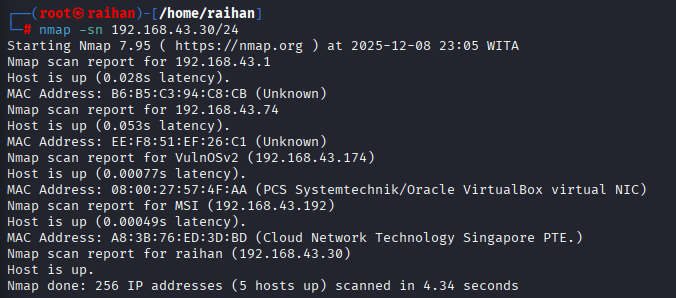 (root㉿raihan)-[/home/raihan]
# nmap -sn 192.168.43.30/24
Starting Nmap 7.95 ( https://nmap.org ) at 2025-12-08 23:05 WITA
Nmap scan report for 192.168.43.1
Host is up (0.028s latency).
MAC Address: B6:B5:C3:94:C8:CB (Unknown)
Nmap scan report for 192.168.43.74
Host is up (0.053s latency).
MAC Address: EE:F8:51:EF:26:C1 (Unknown)
Nmap scan report for VulnOSv2 (192.168.43.174)
Host is up (0.00077s latency).
MAC Address: 08:00:27:57:4F:AA (PCS Systemtechnik/Oracle VirtualBox virtual NIC)
Nmap scan report for MSI (192.168.43.192)
Host is up (0.00049s latency).
MAC Address: A8:3B:76:ED:3D:BD (Cloud Network Technology Singapore PTE.)
Nmap scan report for raihan (192.168.43.30)
Host is up.
Nmap done: 256 IP addresses (5 hosts up) scanned in 4.34 seconds